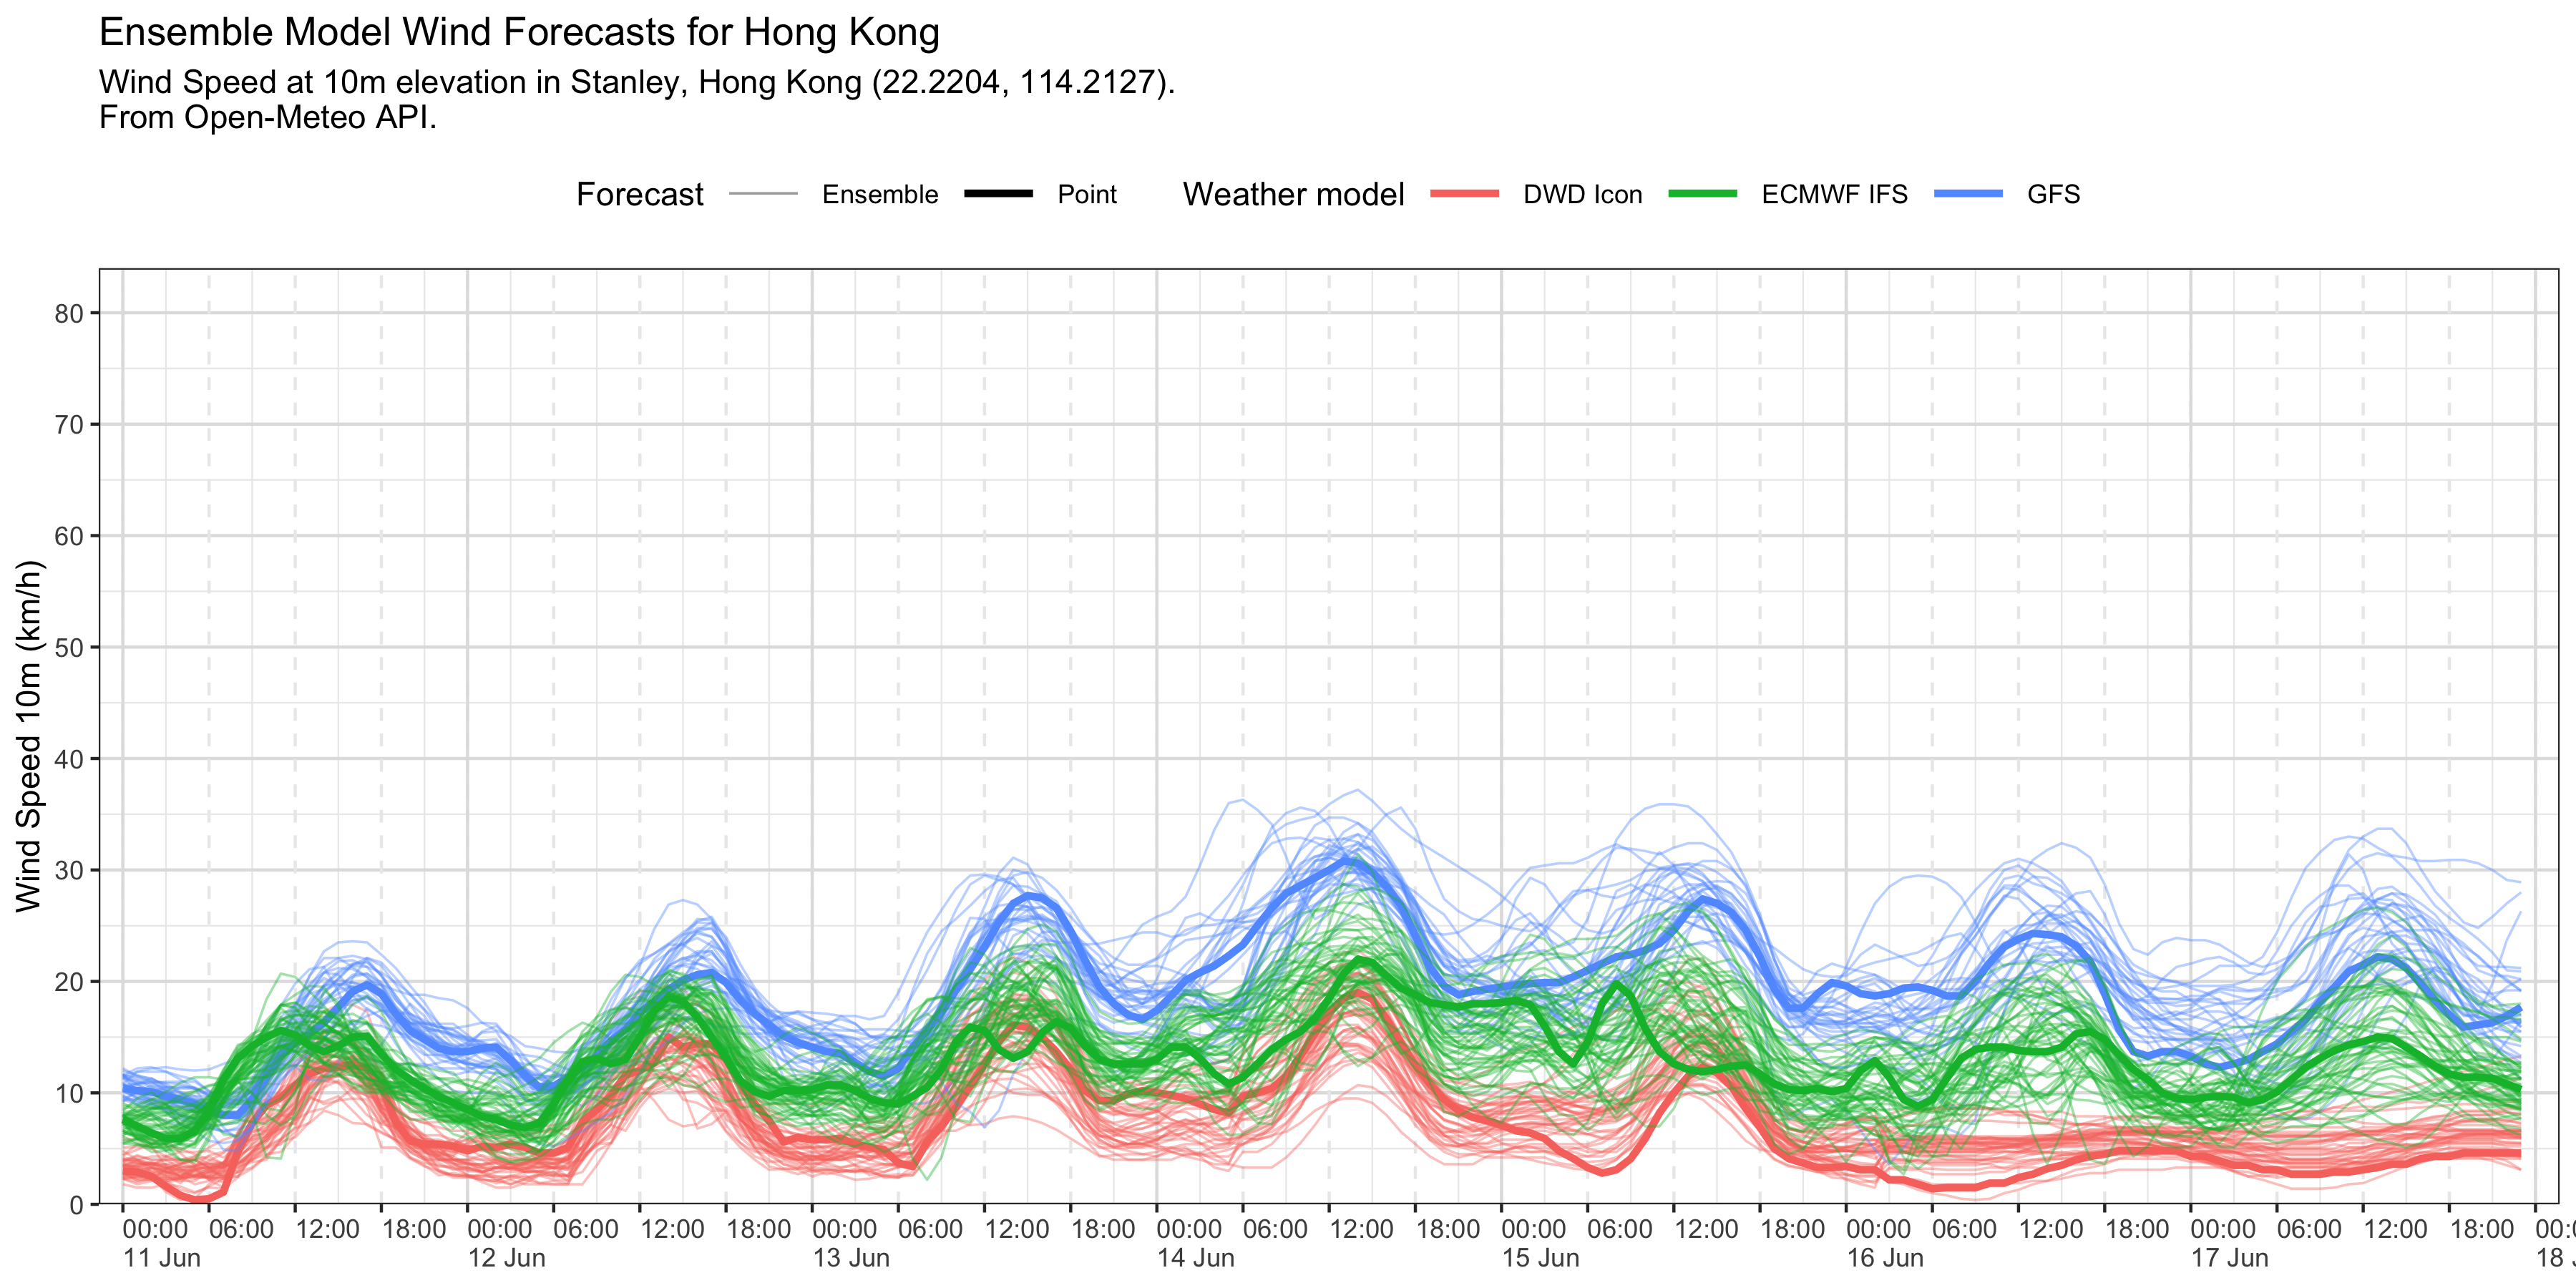 Ensemble Model Wind Forecasts for Hong Kong
Wind Speed at 10m elevation in Stanley, Hong Kong (22.2204, 114.2127).
From Open-Meteo API.
Forecast Ensemble Point Weather model DWD Icon ECMWF IFS GFS
Wind Speed 10m (km/h)
80
70
60
50
40
30
20
10
0
00:00 06:00 12:00 18:00 00:00 06:00 12:00 18:00 00:00 06:00 12:00 18:00 00:00 06:00 12:00 18:00 00:00 06:00 12:00 18:00 00:00 06:00 12:00 18:00 00:00 06:00 12:00 18:00 00:0
11 Jun 12 Jun 13 Jun 14 Jun 15 Jun 16 Jun 17 Jun 18